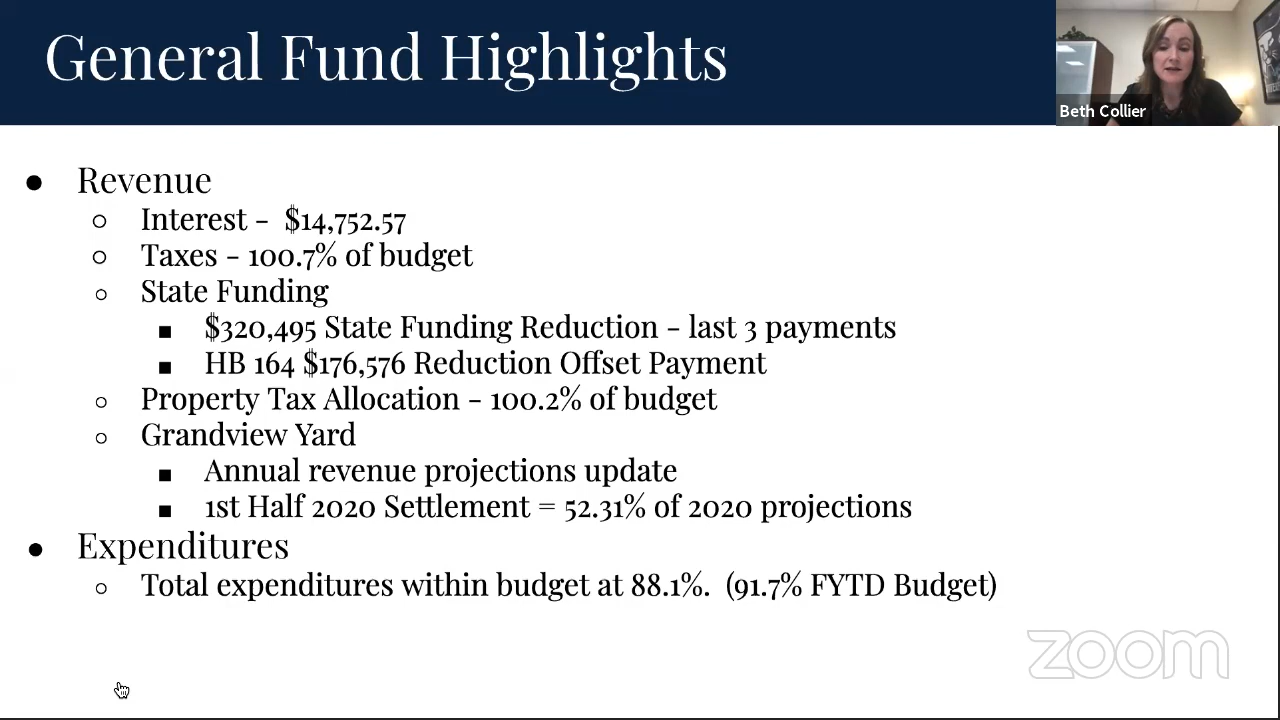 General Fund Highlights
Beth Collier
● Revenue
○ Interest - $14,752.57
○ Taxes - 100.7% of budget
○ State Funding
■ $320,495 State Funding Reduction - last 3 payments
■ HB 164 $176,576 Reduction Offset Payment
○ Property Tax Allocation - 100.2% of budget
○ Grandview Yard
■ Annual revenue projections update
■ 1st Half 2020 Settlement = 52.31% of 2020 projections
● Expenditures
○ Total expenditures within budget at 88.1%. (91.7% FYTD Budget)
zoom